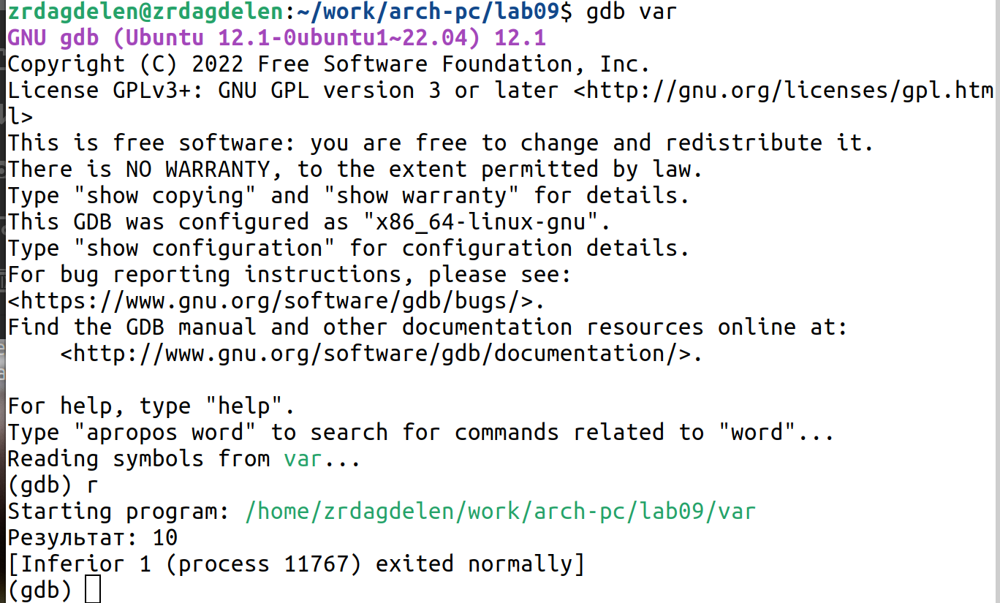 zrdagdelen@zrdagdelen:~/work/arch-pc/lab09$ gdb var
GNU gdb (Ubuntu 12.1-0ubuntu1~22.04) 12.1
Copyright (C) 2022 Free Software Foundation, Inc.
License GPLv3+: GNU GPL version 3 or later <http://gnu.org/licenses/gpl.htm
l>
This is free software: you are free to change and redistribute it.
There is NO WARRANTY, to the extent permitted by law.
Type "show copying" and "show warranty" for details.
This GDB was configured as "x86_64-linux-gnu".
Type "show configuration" for configuration details.
For bug reporting instructions, please see:
<https://www.gnu.org/software/gdb/bugs/>.
Find the GDB manual and other documentation resources online at:
    <http://www.gnu.org/software/gdb/documentation/>.

For help, type "help".
Type "apropos word" to search for commands related to "word"...
Reading symbols from var...
(gdb) r
Starting program: /home/zrdagdelen/work/arch-pc/lab09/var
Результат: 10
[Inferior 1 (process 11767) exited normally]
(gdb)